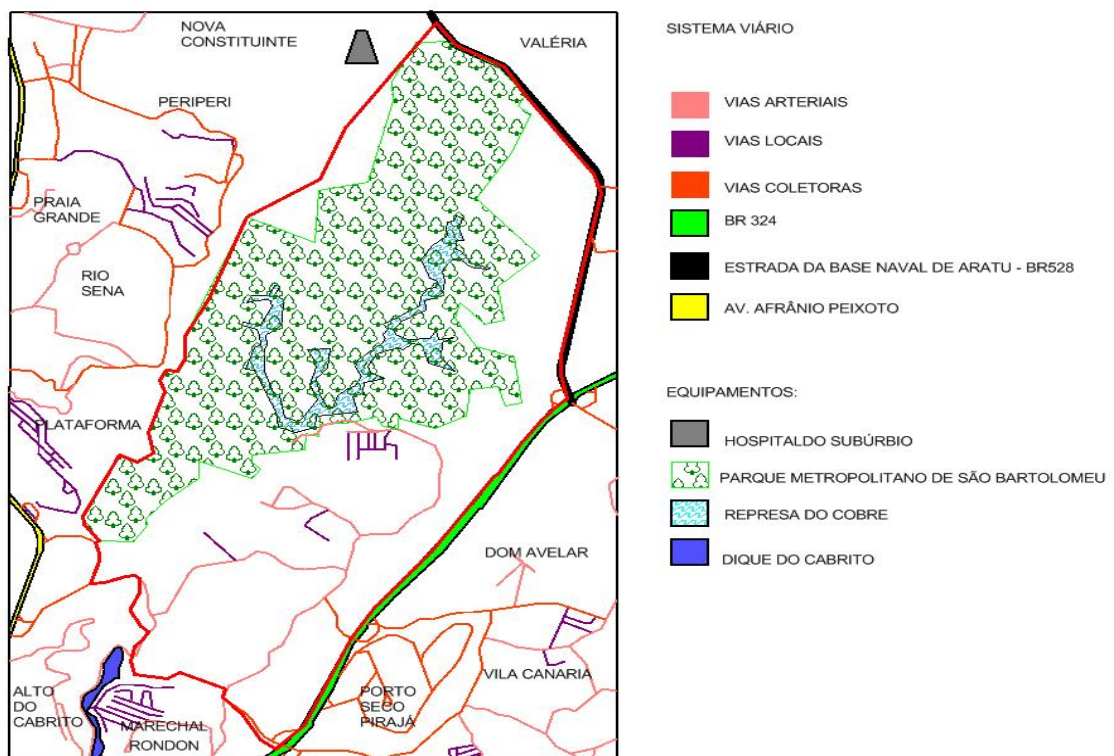 NOVA
CONSTITUINTE
VALÉRIA
PERIPERI
PRAIA
GRANDE
RIO
SENA
PLATAFORMA
DOM AVELAR
VILA CANARIA
PORTO
SECO
PIRAJÁ
ALTO
DO
CABRITO
MARECHAL
RONDON
SISTEMA VIÁRIO
VIAS ARTERIAIS
VIAS LOCAIS
VIAS COLETORAS
BR 324
ESTRADA DA BASE NAVAL DE ARATU - BR528
AV. AFRÂNIO PEIXOTO
EQUIPAMENTOS:
HOSPITALDO SUBÚRBIO
PARQUE METROPOLITANO DE SÃO BARTOLOMEU
REPRESA DO COBRE
DIQUE DO CABRITO